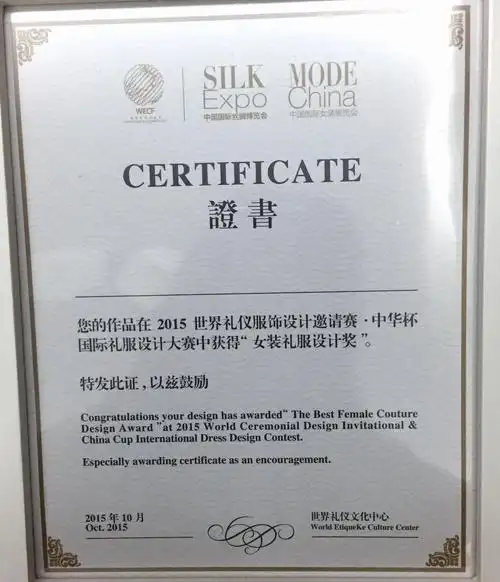 WECF
SILK
Expo
中国国际丝绸博览会
MODE
China
中国国际女装展览会
CERTIFICATE
證書
您的作品在 2015 世界礼仪服饰设计邀请赛·中华杯
国际礼服设计大赛中获得“女装礼服设计奖”。
特发此证，以兹鼓励
Congratulations your design has awarded“ The Best Female Couture
Design Award ”at 2015 World Ceremonial Design Invitational &
China Cup International Dress Design Contest.
Especially awarding certificate as an encouragement.
2015 年 10 月
Oct. 2015
世界礼仪文化中心
World EtiqueKe Culture Center